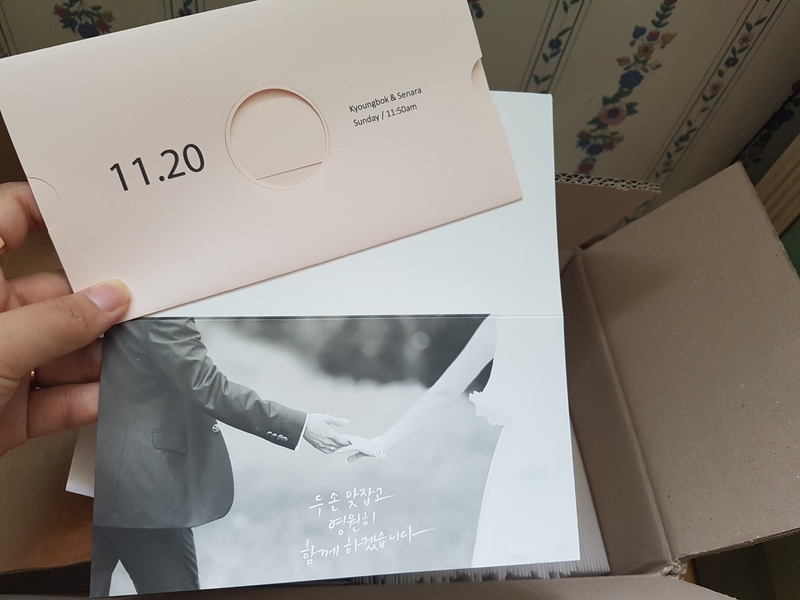 11.20
Kyoungbok & Senara
Sunday / 11:50am
두 손 맞잡고
영원히
함께 하겠습니다